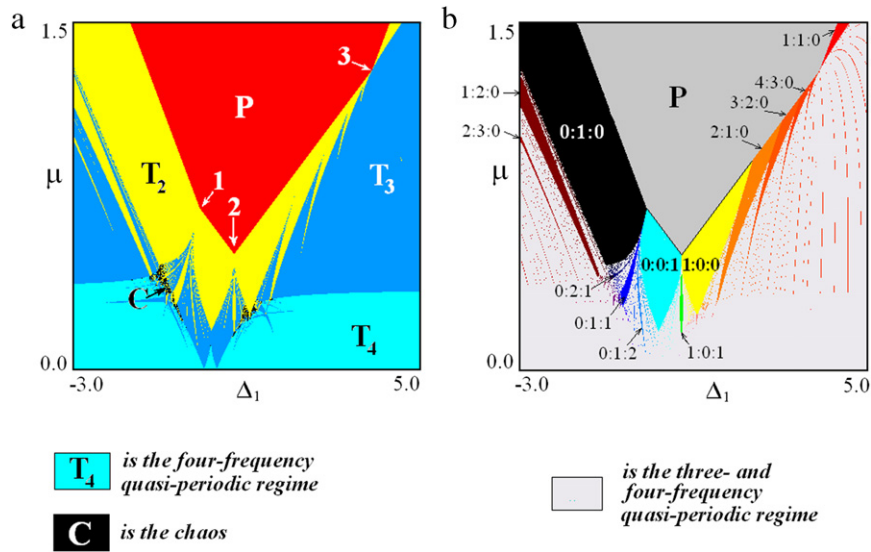 a
1.5
μ
0.0
-3.0
Δ1
5.0
P
T2
T3
T4
C
1
2
3
b
1.5
μ
0.0
-3.0
Δ1
5.0
P
1:1:0
4:3:0
3:2:0
2:1:0
1:2:0
2:3:0
0:1:0
0:0:1
1:0:0
0:2:1
0:1:1
0:1:2
1:0:1
T4
is the four-frequency
quasi-periodic regime
C
is the chaos
is the three- and
four-frequency
quasi-periodic regime